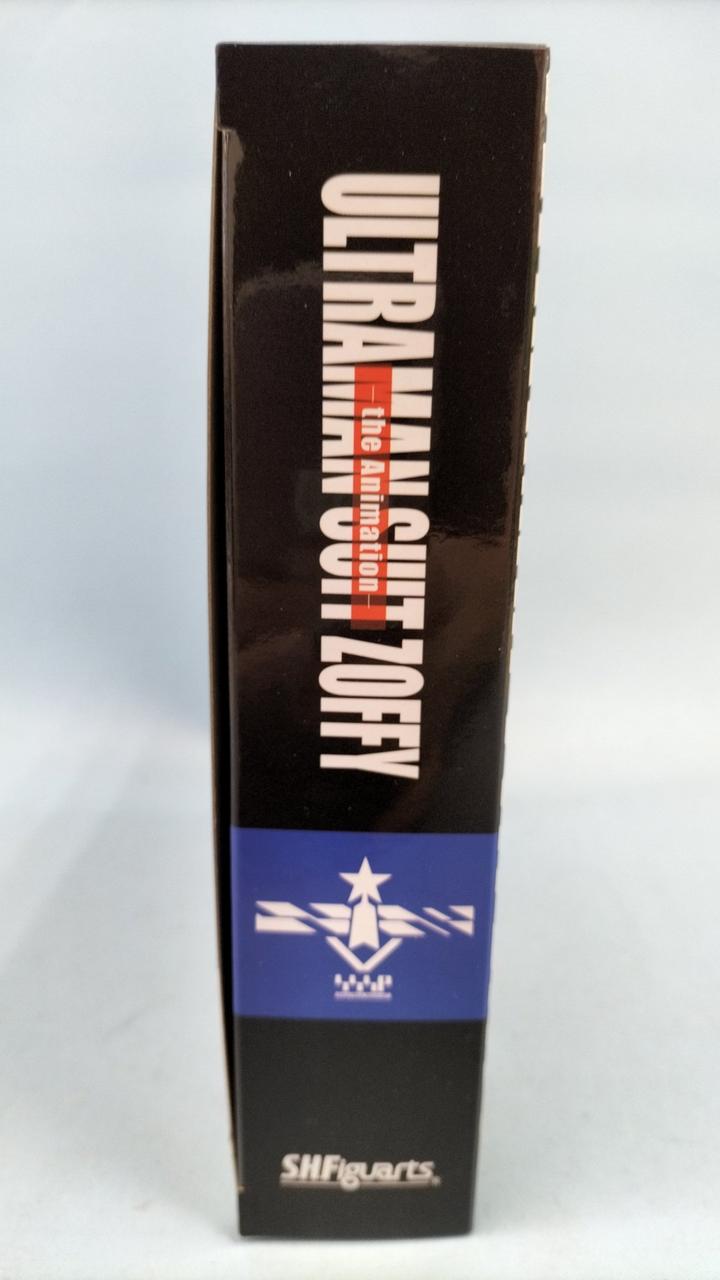 ULTRAMAN SUIT ZOFFY
the Animation
S.H.Figuarts